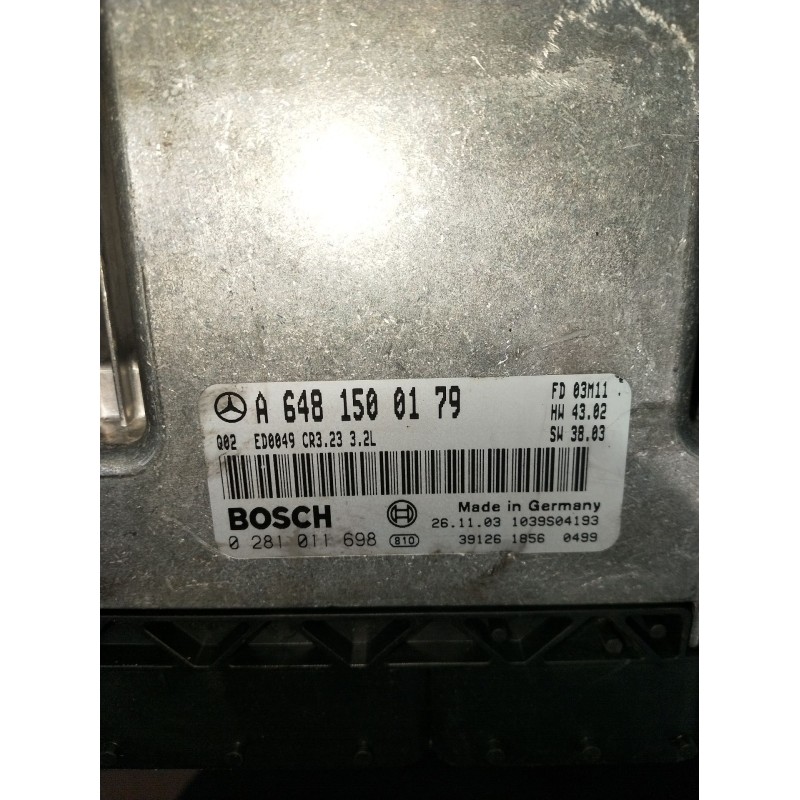 A 648 150 01 79
FD 03M11
HW 43.02
Q02 ED0049 CR3.23 3.2L
SW 38.03
BOSCH
Made in Germany
26.11.03 1039S04193
0 281 011 698 810
39126 1856 0499